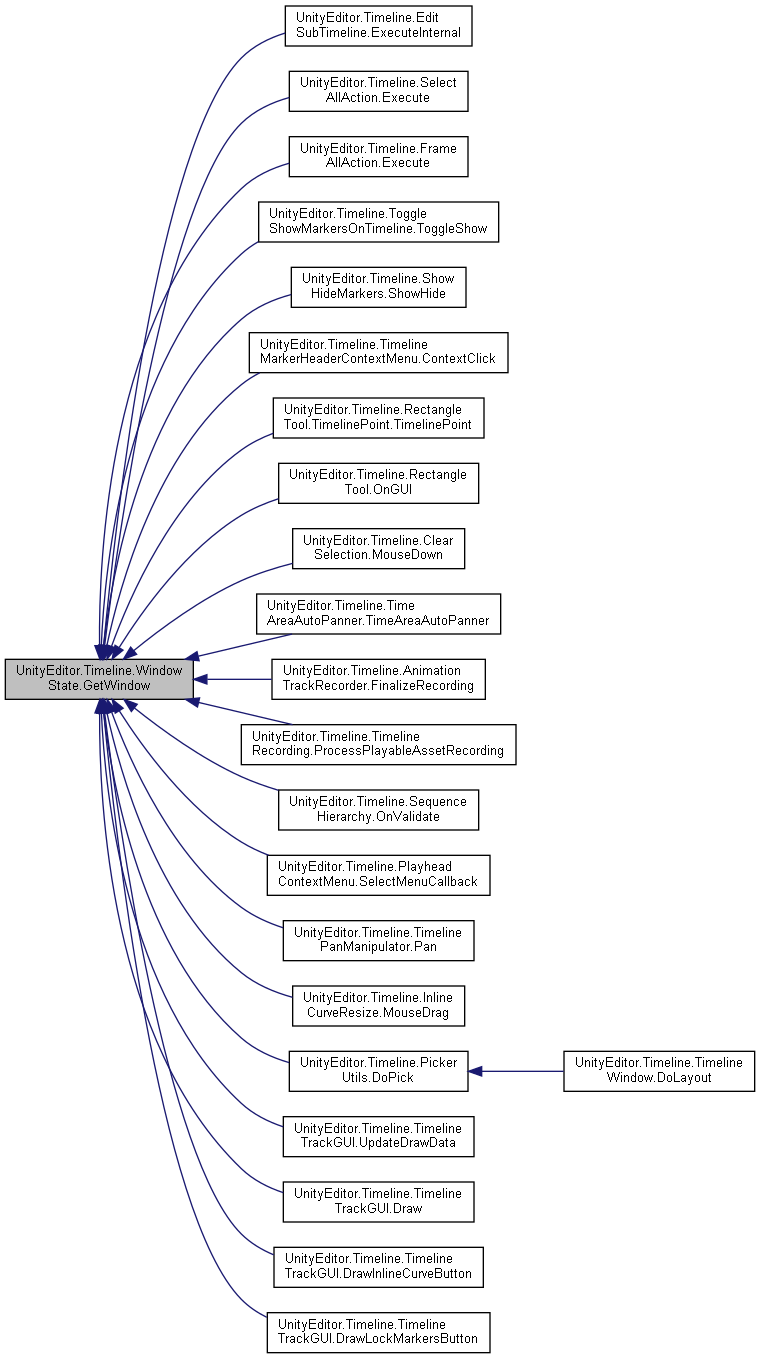 UnityEditor.Timeline.Edit
SubTimeline.ExecuteInternal
UnityEditor.Timeline.Select
AllAction.Execute
UnityEditor.Timeline.Frame
AllAction.Execute
UnityEditor.Timeline.Toggle
ShowMarkersOnTimeline.ToggleShow
UnityEditor.Timeline.Show
HideMarkers.ShowHide
UnityEditor.Timeline.Timeline
MarkerHeaderContextMenu.ContextClick
UnityEditor.Timeline.Rectangle
Tool.TimelinePoint.TimelinePoint
UnityEditor.Timeline.Rectangle
Tool.OnGUI
UnityEditor.Timeline.Clear
Selection.MouseDown
UnityEditor.Timeline.Time
AreaAutoPanner.TimeAreaAutoPanner
UnityEditor.Timeline.Window
State.GetWindow
UnityEditor.Timeline.Animation
TrackRecorder.FinalizeRecording
UnityEditor.Timeline.Timeline
Recording.ProcessPlayableAssetRecording
UnityEditor.Timeline.Sequence
Hierarchy.OnValidate
UnityEditor.Timeline.Playhead
ContextMenu.SelectMenuCallback
UnityEditor.Timeline.Timeline
PanManipulator.Pan
UnityEditor.Timeline.Inline
CurveResize.MouseDrag
UnityEditor.Timeline.Picker
Utils.DoPick
UnityEditor.Timeline.Timeline
Window.DoLayout
UnityEditor.Timeline.Timeline
TrackGUI.UpdateDrawData
UnityEditor.Timeline.Timeline
TrackGUI.Draw
UnityEditor.Timeline.Timeline
TrackGUI.DrawInlineCurveButton
UnityEditor.Timeline.Timeline
TrackGUI.DrawLockMarkersButton